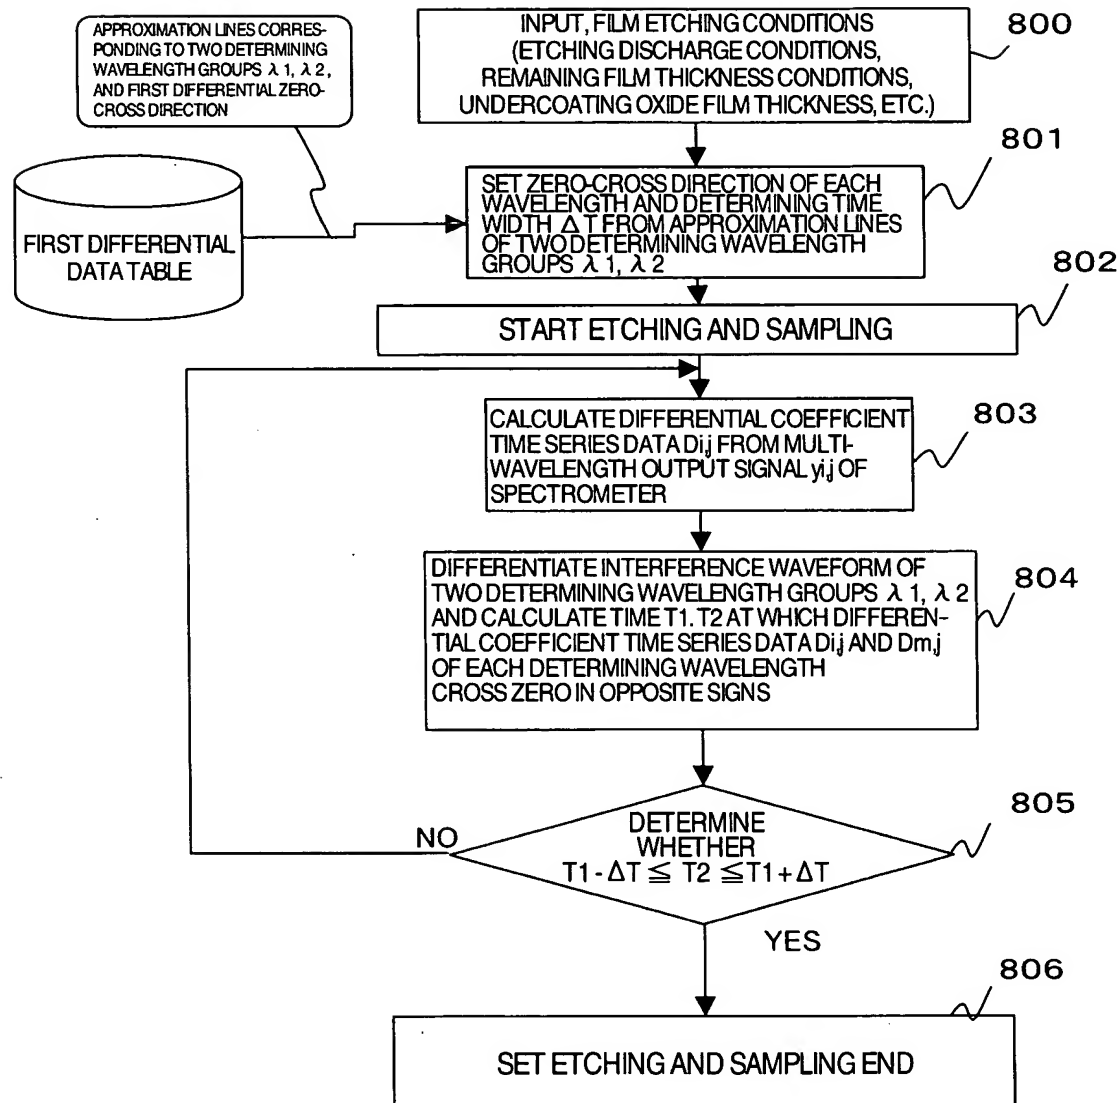 APPROXIMATION LINES CORRES-
PONDING TO TWO DETERMINING
WAVELENGTH GROUPS λ 1, λ 2,
AND FIRST DIFFERENTIAL ZERO-
CROSS DIRECTION
FIRST DIFFERENTIAL
DATA TABLE
INPUT, FILM ETCHING CONDITIONS
(ETCHING DISCHARGE CONDITIONS,
REMAINING FILM THICKNESS CONDITIONS,
UNDERCOATING OXIDE FILM THICKNESS, ETC.)
800
SET ZERO-CROSS DIRECTION OF EACH
WAVELENGTH AND DETERMINING TIME
WIDTH ΔT FROM APPROXIMATION LINES
OF TWO DETERMINING WAVELENGTH
GROUPS λ 1, λ 2
801
START ETCHING AND SAMPLING
802
CALCULATE DIFFERENTIAL COEFFICIENT
TIME SERIES DATA Di,j FROM MULTI-
WAVELENGTH OUTPUT SIGNAL yi,j OF
SPECTROMETER
803
DIFFERENTIATE INTERFERENCE WAVEFORM OF
TWO DETERMINING WAVELENGTH GROUPS λ 1, λ 2
AND CALCULATE TIME T1. T2 AT WHICH DIFFEREN-
TIAL COEFFICIENT TIME SERIES DATA Di,j AND Dm,j
OF EACH DETERMINING WAVELENGTH
CROSS ZERO IN OPPOSITE SIGNS
804
DETERMINE
WHETHER
T1 - ΔT ≦ T2 ≦ T1 + ΔT
805
NO
YES
SET ETCHING AND SAMPLING END
806